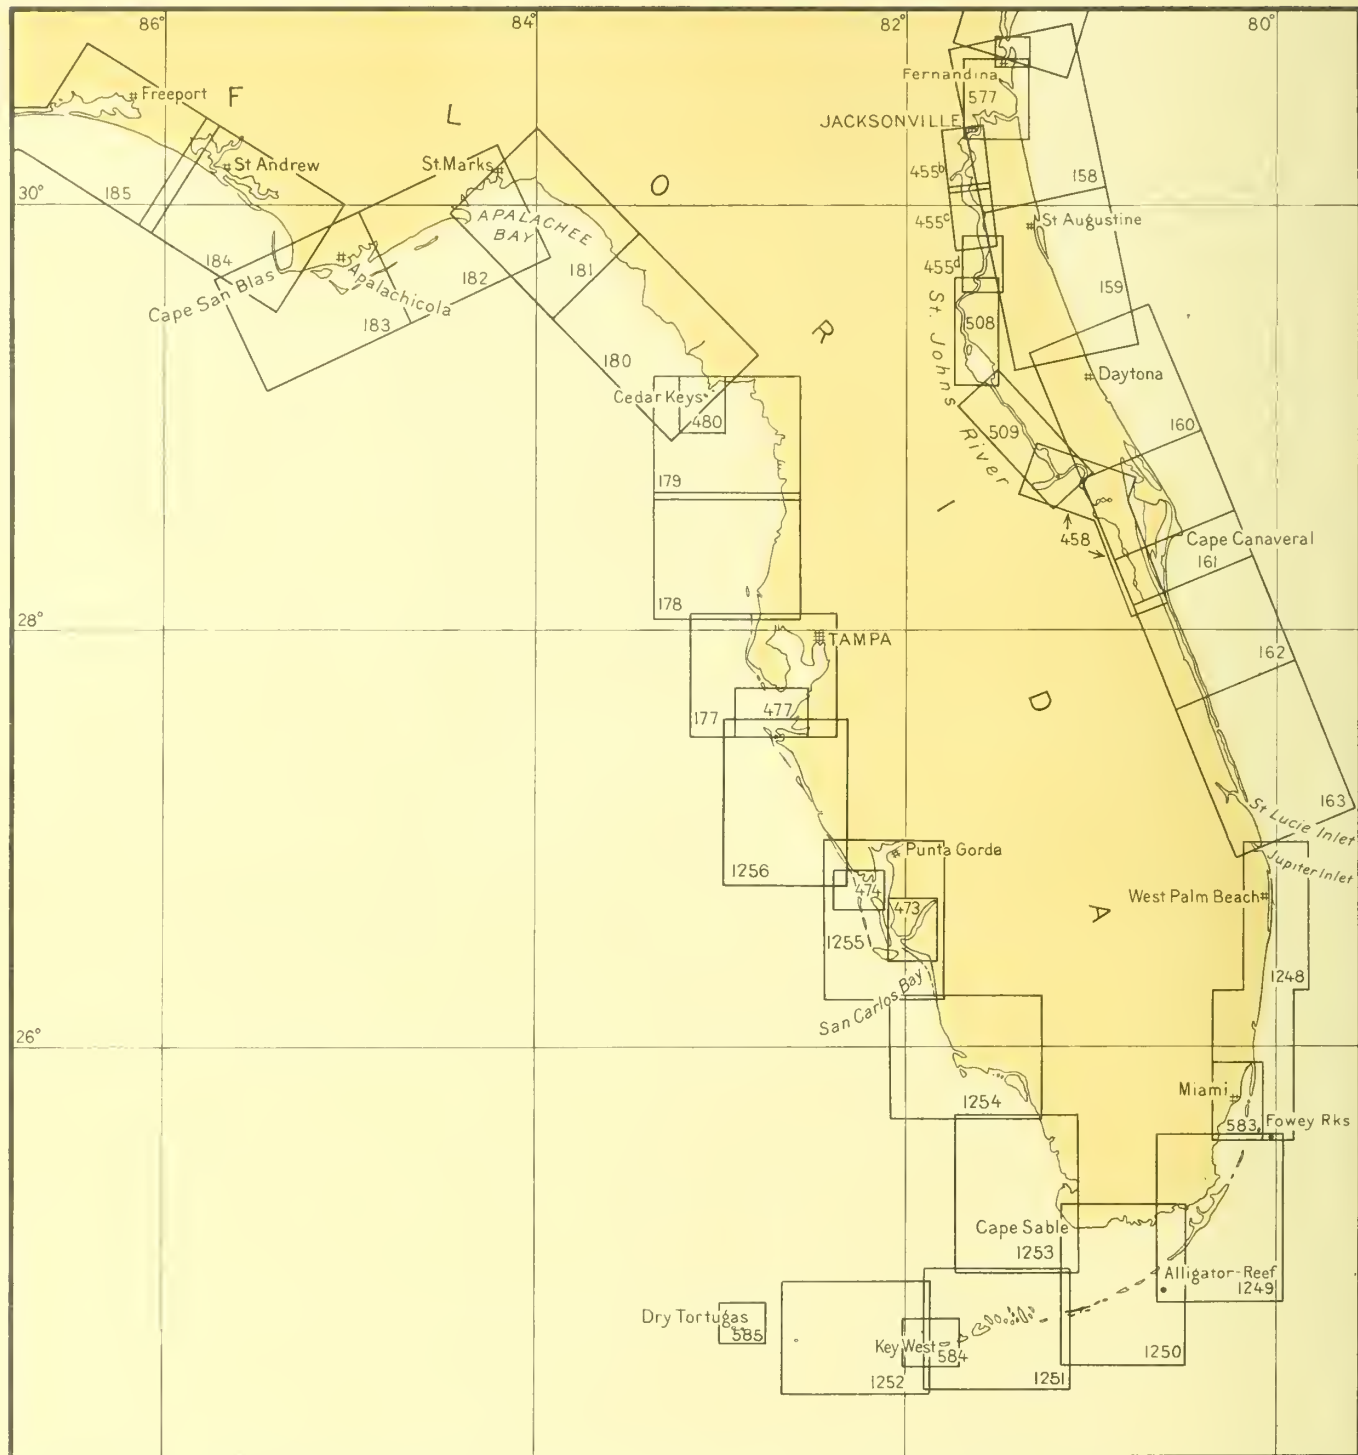 86°
84°
82°
80°
Freeport
F
L
O
R
I
D
A
Fernandina
577
JACKSONVILLE
St Andrew
St. Marks
455b
158
30°
185
APALACHEE
BAY
455c
St Augustine
184
Cape San Blas
Apalachicola
183
182
181
455d
159
St. Johns River
508
180
Daytona
Cedar Keys
480
509
160
179
458
Cape Canaveral
161
178
28°
TAMPA
162
177
477
163
St Lucie Inlet
Jupiter Inlet
1256
Punta Gorda
474
473
West Palm Beach
1255
1248
San Carlos Bay
26°
1254
Miami
583
Fowey Rks
Cape Sable
1253
Alligator-Reef
1249
Dry Tortugas
585
Key West
584
1250
1252
1251